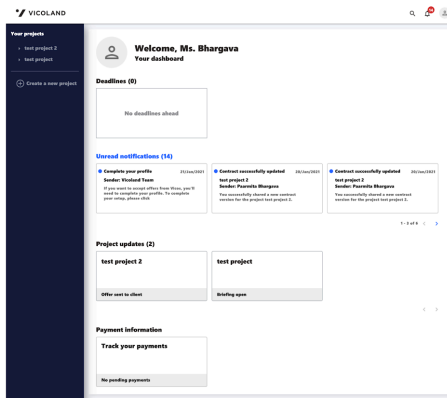 VICOLAND
Your projects
test project 2
test project
Create a new project
Welcome, Ms. Bhargava
Your dashboard
Deadlines (0)
No deadlines ahead
Unread notifications (14)
Complete your profile 21/Jan/2021
Sender: Vicoland Team
If you want to accept offers from Vicos, you'll
need to complete your profile. To complete
your setup, please click
Contract successfully updated 20/Jan/2021
test project 2
Sender: Paarmita Bhargava
You successfully shared a new contract
version for the project test project 2.
Contract successfully updated 20/Jan/2021
test project 2
Sender: Paarmita Bhargava
You successfully shared a new contract
version for the project test project 2.
Project updates (2)
test project 2
Offer sent to client
test project
Briefing open
Payment information
Track your payments
No pending payments